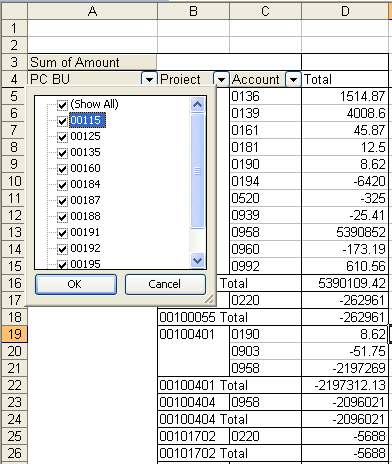 A B C D
1
2
3 Sum of Amount
4 PC BU Project Account Total
5 0136 1514.87
6 0139 4008.6
7 0161 45.87
8 0181 12.5
9 0190 8.62
10 0194 -6420
11 0520 -325
12 0939 -25.41
13 0958 5390852
14 0960 -173.19
15 0992 610.56
(Show All)
00115
00125
00135
00160
00184
00187
00188
00191
00192
00195
OK Cancel
16 Total 5390109.42
17 0220 -262961
18 00100055 Total -262961
19 00100401 0190 8.62
20 0903 -51.75
21 0958 -2197269
22 00100401 Total -2197312.13
23 00100404 0958 -2096021
24 00100404 Total -2096021
25 00101702 0220 -5688
26 00101702 Total -5688